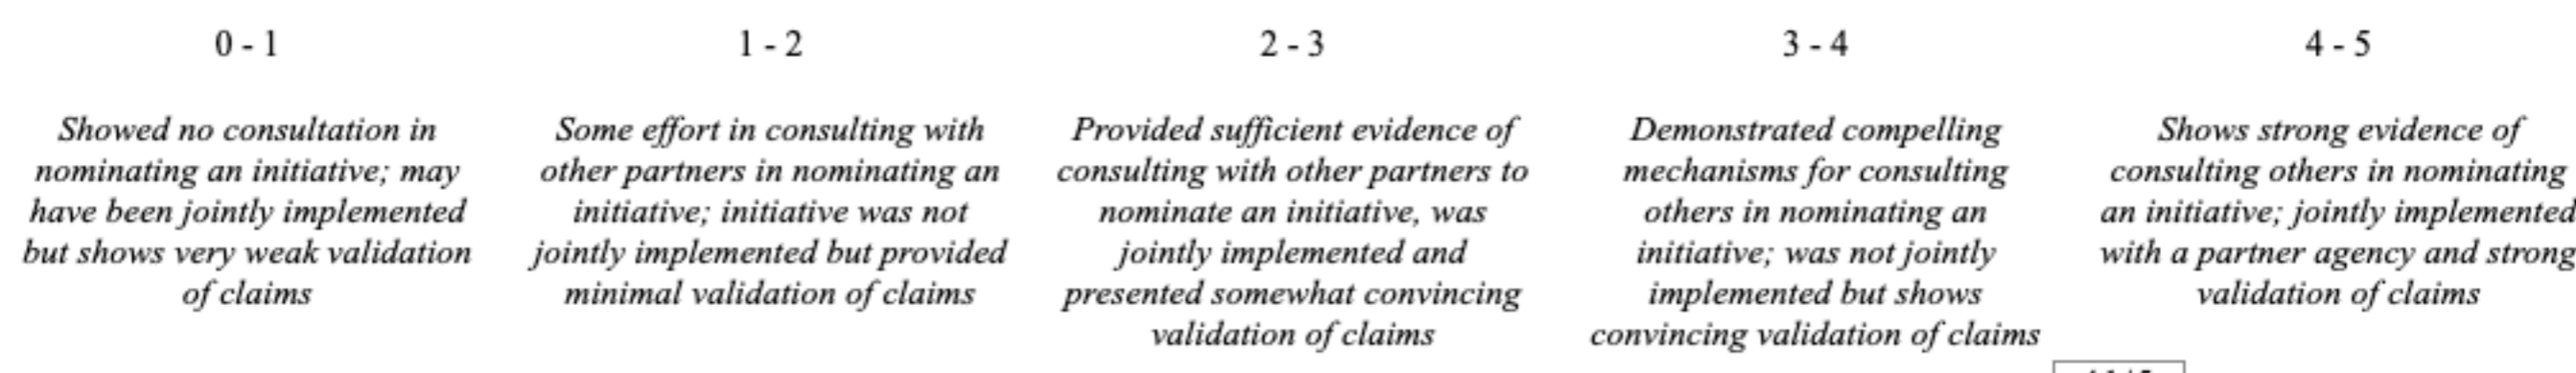 0 - 1
Showed no consultation in
nominating an initiative; may
have been jointly implemented
but shows very weak validation
of claims
1 - 2
Some effort in consulting with
other partners in nominating an
initiative; initiative was not
jointly implemented but provided
minimal validation of claims
2 - 3
Provided sufficient evidence of
consulting with other partners to
nominate an initiative, was
jointly implemented and
presented somewhat convincing
validation of claims
3 - 4
Demonstrated compelling
mechanisms for consulting
others in nominating an
initiative; was not jointly
implemented but shows
convincing validation of claims
4 - 5
Shows strong evidence of
consulting others in nominating
an initiative; jointly implemented
with a partner agency and strong
validation of claims